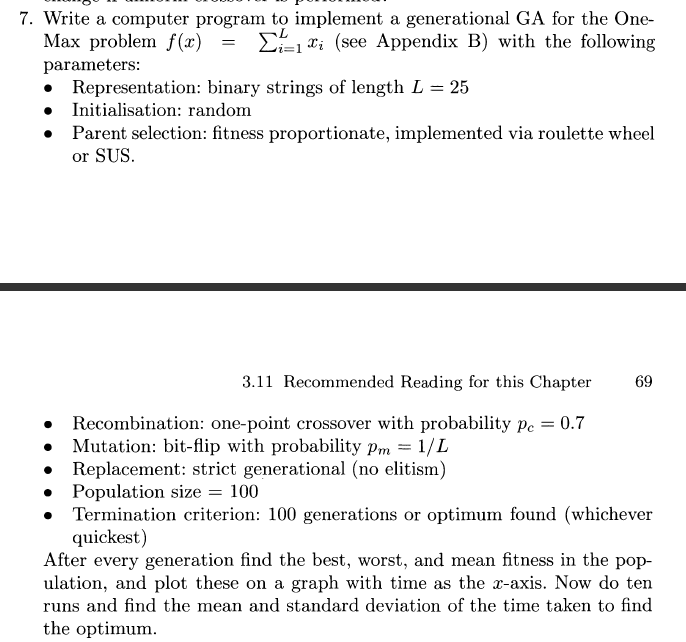 7. Write a computer program to implement a generational GA for the One-
Max problem f(x) = ∑_{i=1}^{L} x_i (see Appendix B) with the following
parameters:
• Representation: binary strings of length L = 25
• Initialisation: random
• Parent selection: fitness proportionate, implemented via roulette wheel
or SUS.
3.11 Recommended Reading for this Chapter 69
• Recombination: one-point crossover with probability p_c = 0.7
• Mutation: bit-flip with probability p_m = 1/L
• Replacement: strict generational (no elitism)
• Population size = 100
• Termination criterion: 100 generations or optimum found (whichever
quickest)
After every generation find the best, worst, and mean fitness in the pop-
ulation, and plot these on a graph with time as the x-axis. Now do ten
runs and find the mean and standard deviation of the time taken to find
the optimum.